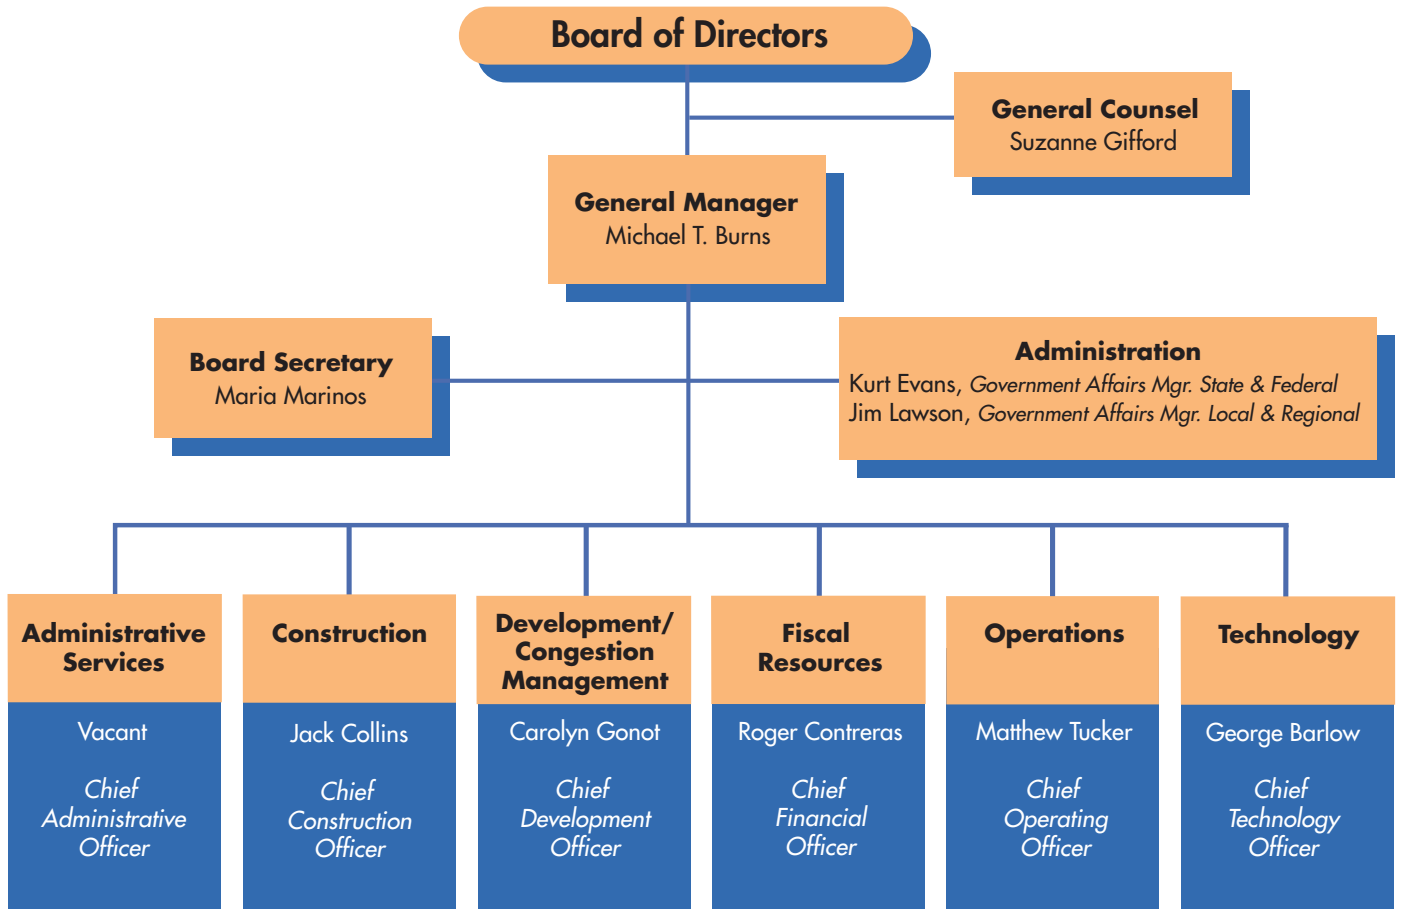 Board of Directors
General Counsel
Suzanne Gifford
General Manager
Michael T. Burns
Board Secretary
Maria Marinos
Administration
Kurt Evans, Government Affairs Mgr. State & Federal
Jim Lawson, Government Affairs Mgr. Local & Regional
Administrative
Services
Vacant
Chief
Administrative
Officer
Construction
Jack Collins
Chief
Construction
Officer
Development/
Congestion
Management
Carolyn Gonot
Chief
Development
Officer
Fiscal
Resources
Roger Contreras
Chief
Financial
Officer
Operations
Matthew Tucker
Chief
Operating
Officer
Technology
George Barlow
Chief
Technology
Officer